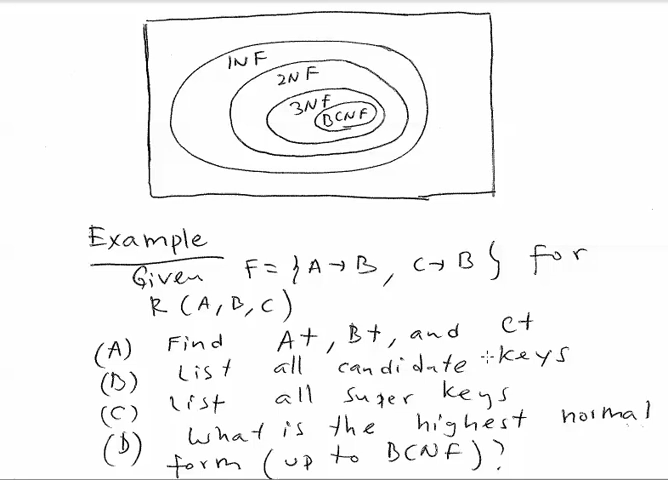 1NF
2NF
3NF
BCNF
Example
Given F = { A → B, C → B } for
R (A, B, C)
(A) Find A+, B+, and C+
(B) List all candidate keys
(C) List all super keys
(D) What is the highest normal
form (up to BCNF)?